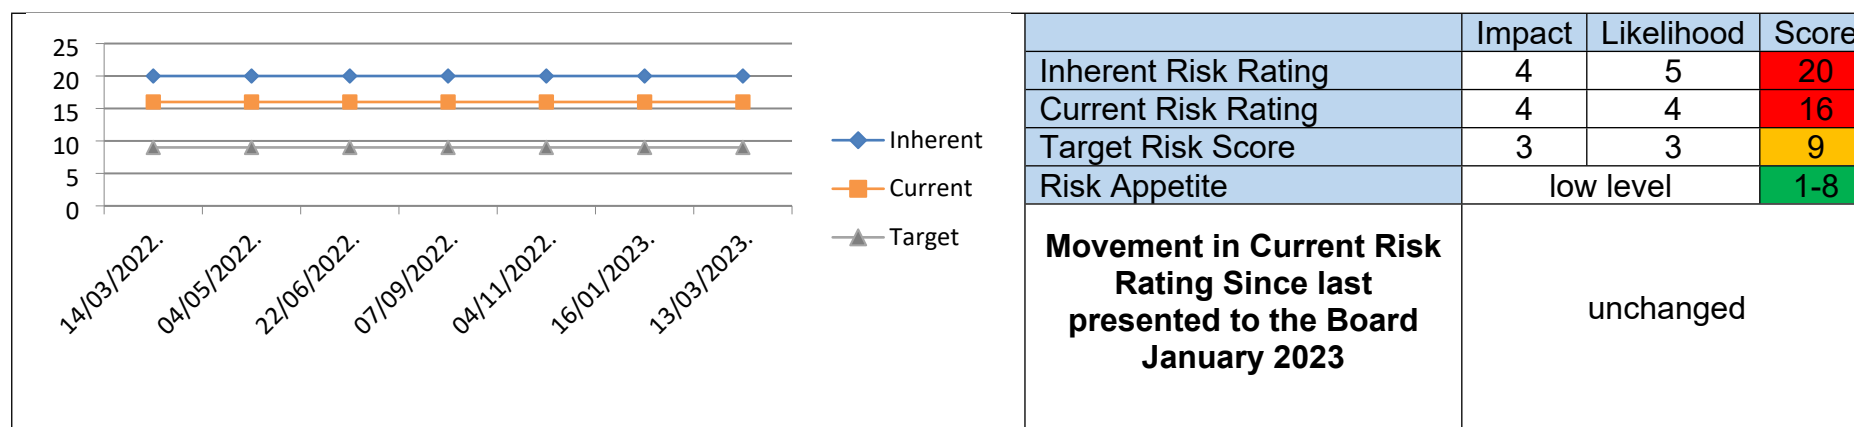 25
20
15
10
5
0
14/03/2022.
04/05/2022.
22/06/2022.
07/09/2022.
04/11/2022.
16/01/2023.
13/03/2023.
Inherent
Current
Target
Impact Likelihood Score
Inherent Risk Rating 4 5 20
Current Risk Rating 4 4 16
Target Risk Score 3 3 9
Risk Appetite low level 1-8
Movement in Current Risk
Rating Since last
presented to the Board
January 2023
unchanged